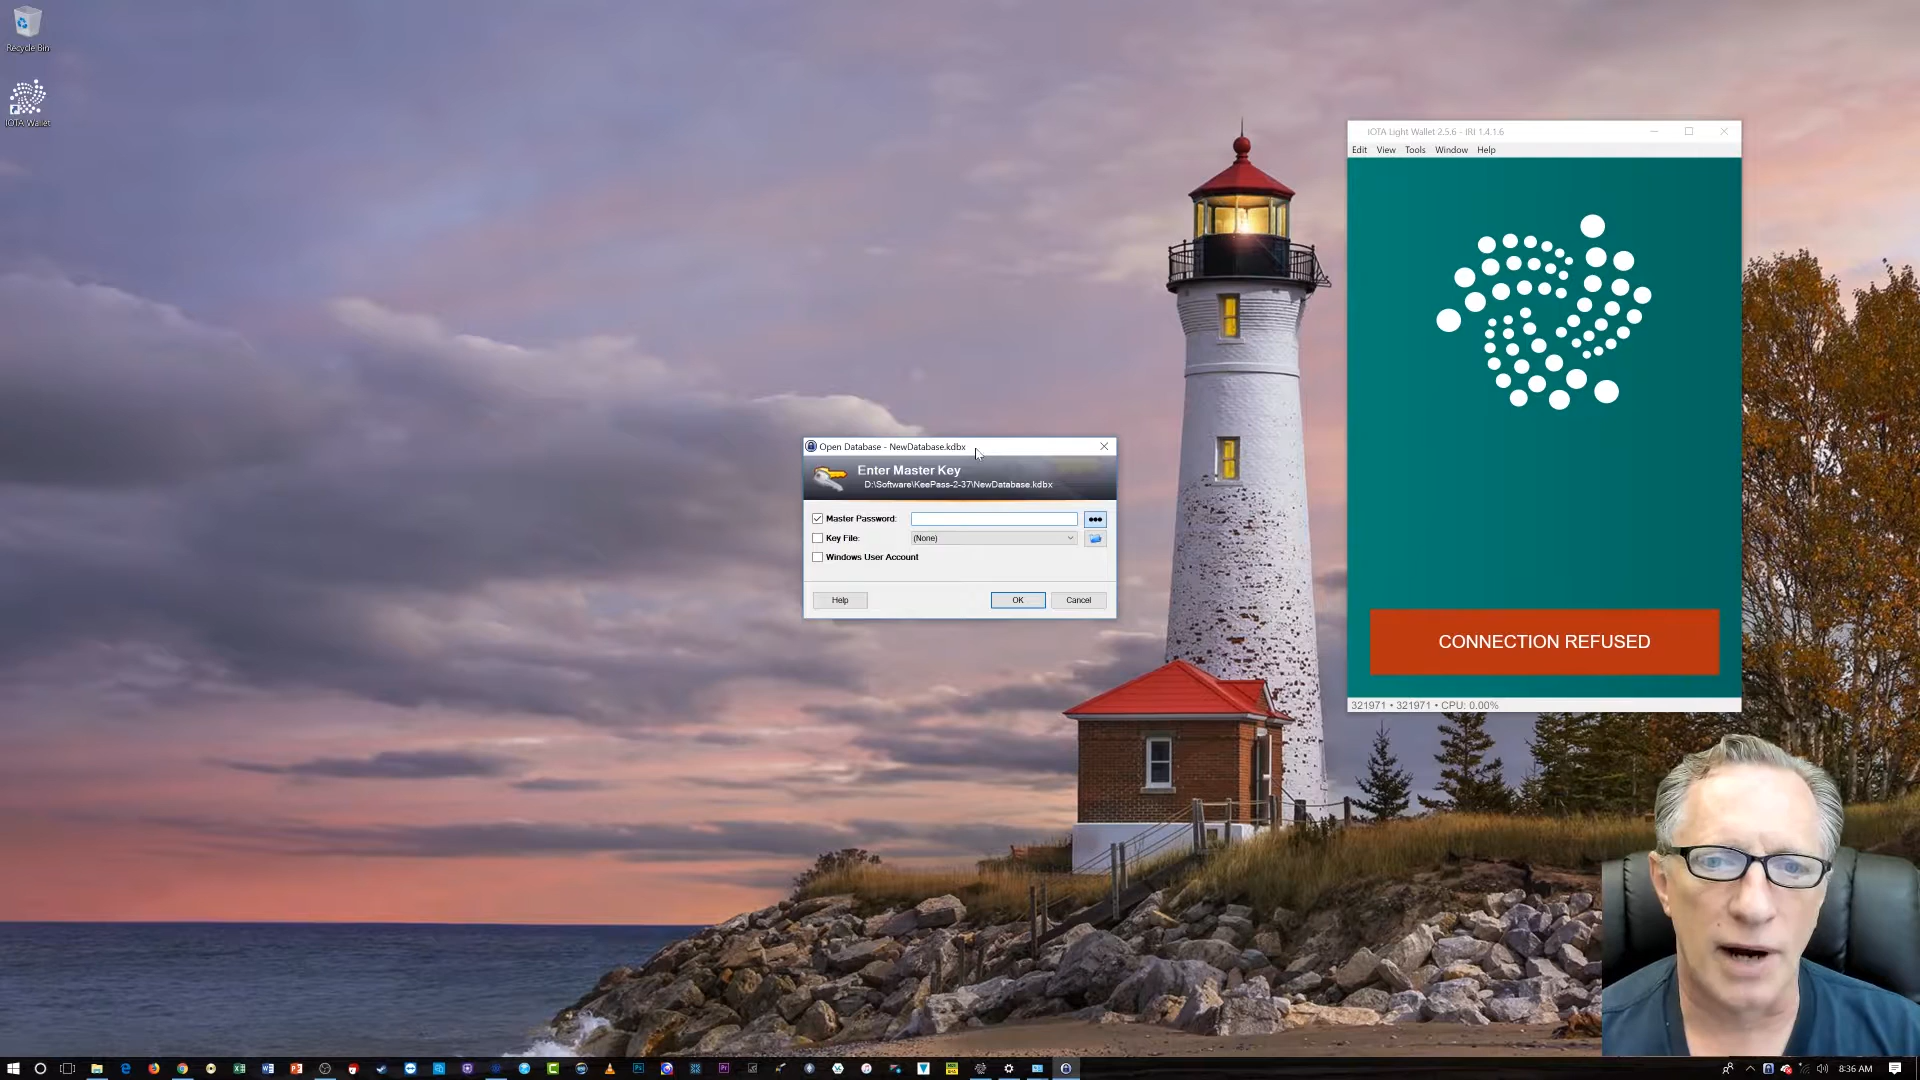 Recycle Bin
IOTA Wallet
IOTA Light Wallet 2.5.6 - IRI 1.4.1.6
Edit View Tools Window Help
CONNECTION REFUSED
321971 • 321971 • CPU: 0.00%
Open Database - NewDatabase.kdbx
Enter Master Key
D:\Software\KeePass-2-37\NewDatabase.kdbx
Master Password:
Key File: (None)
Windows User Account
Help OK Cancel
8:36 AM